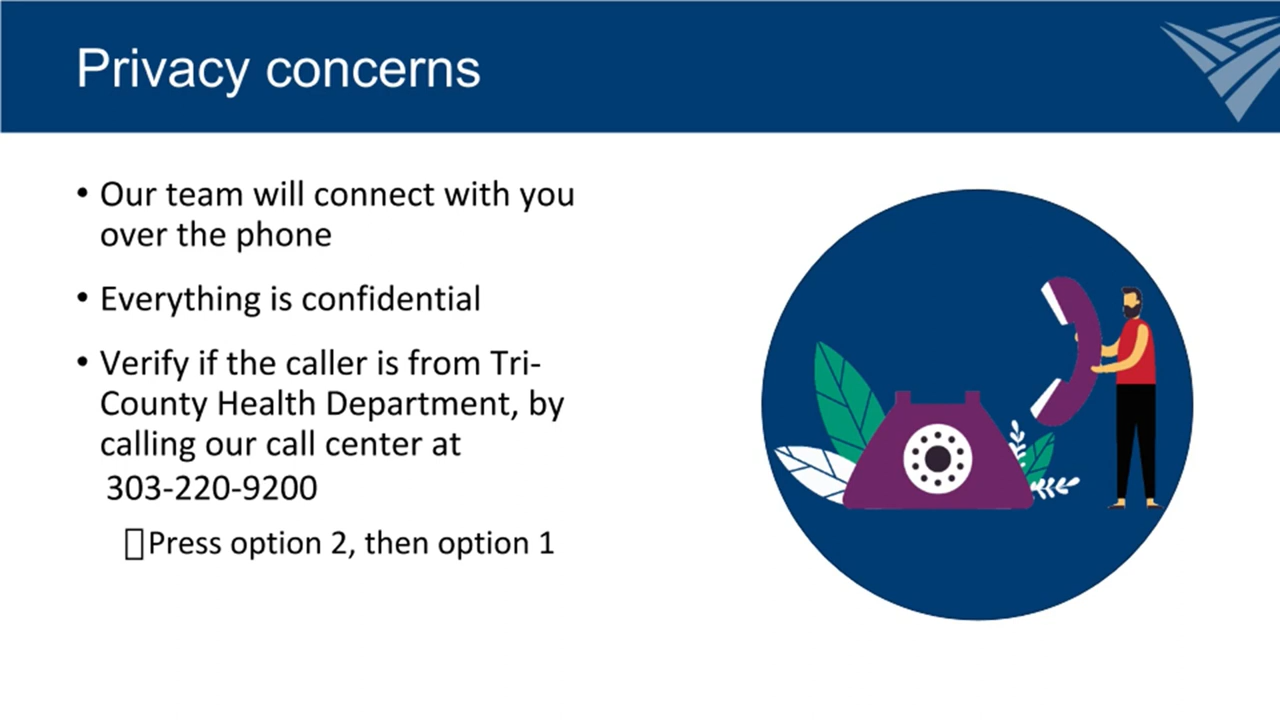 Privacy concerns
• Our team will connect with you
over the phone
• Everything is confidential
• Verify if the caller is from Tri-
County Health Department, by
calling our call center at
303-220-9200
Press option 2, then option 1